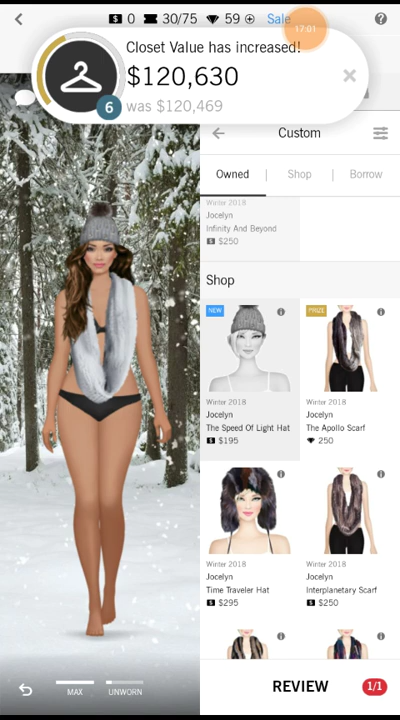 0 30/75 59 Sale
17:01
Closet Value has increased!
$120,630
was $120,469
6
Custom
Owned Shop Borrow
Winter 2018
Jocelyn
Infinity And Beyond
$250
Shop
NEW
PRIZE
Jocelyn
The Speed Of Light Hat
$195
Winter 2018
Jocelyn
The Apollo Scarf
250
Winter 2018
Jocelyn
Time Traveler Hat
$295
Winter 2018
Jocelyn
Interplanetary Scarf
$250
MAX UNWORN
REVIEW 1/1